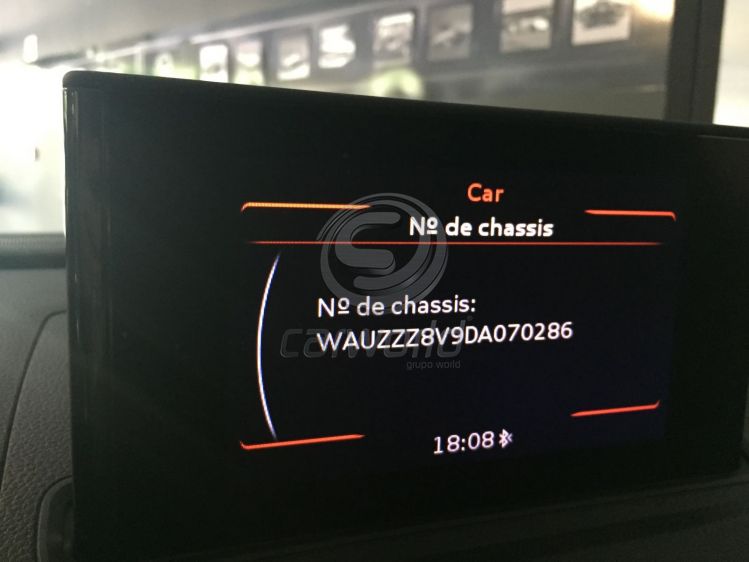 Car
Nº de chassis
Nº de chassis:
WAUZZZ8V9DA070286
carworld
grupo world
18:08